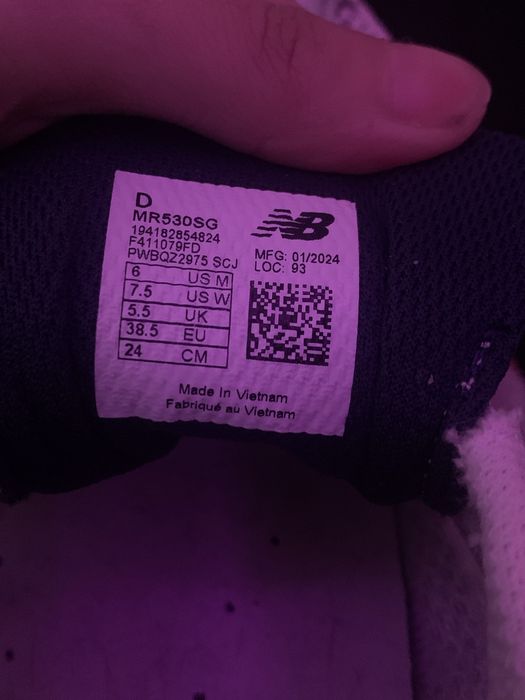 D
MR530SG
194182854824
F411079FD
PWBQZ2975 SCJ
NB
MFG: 01/2024
LOC: 93
6 US M
7.5 US W
5.5 UK
38.5 EU
24 CM
Made In Vietnam
Fabriqué au Vietnam